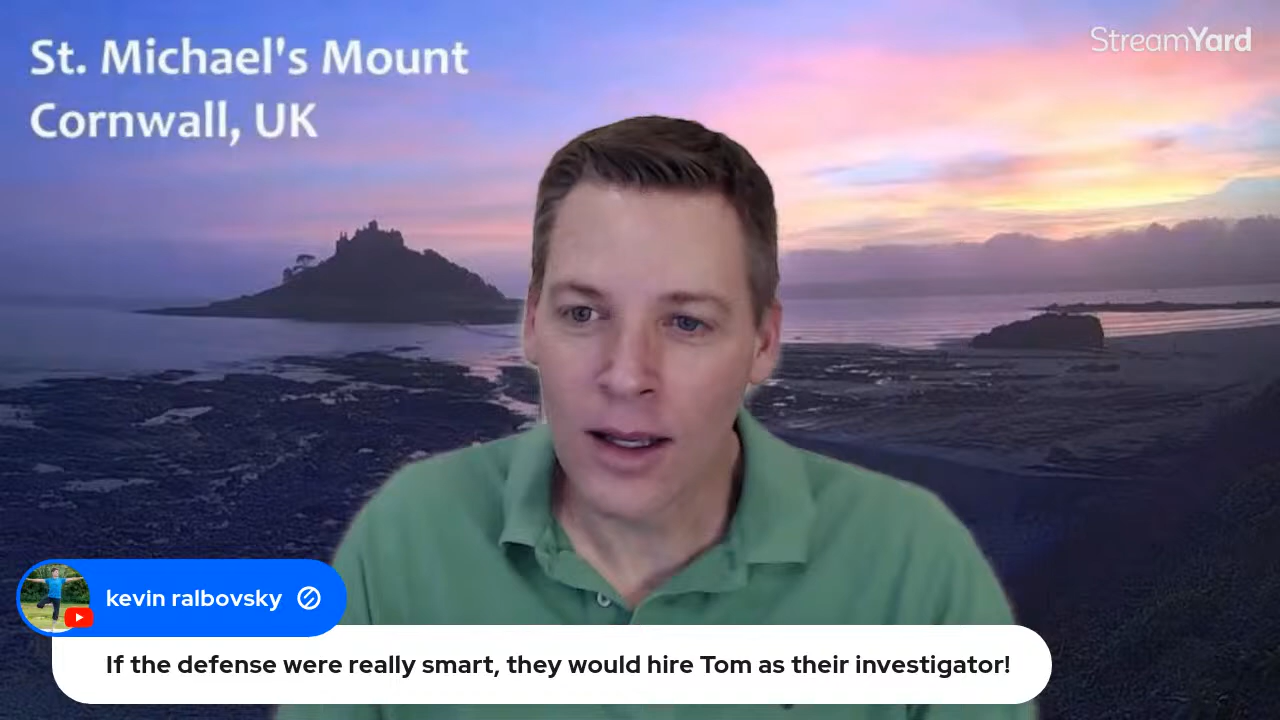 St. Michael's Mount
Cornwall, UK
StreamYard
kevin ralbovsky
If the defense were really smart, they would hire Tom as their investigator!